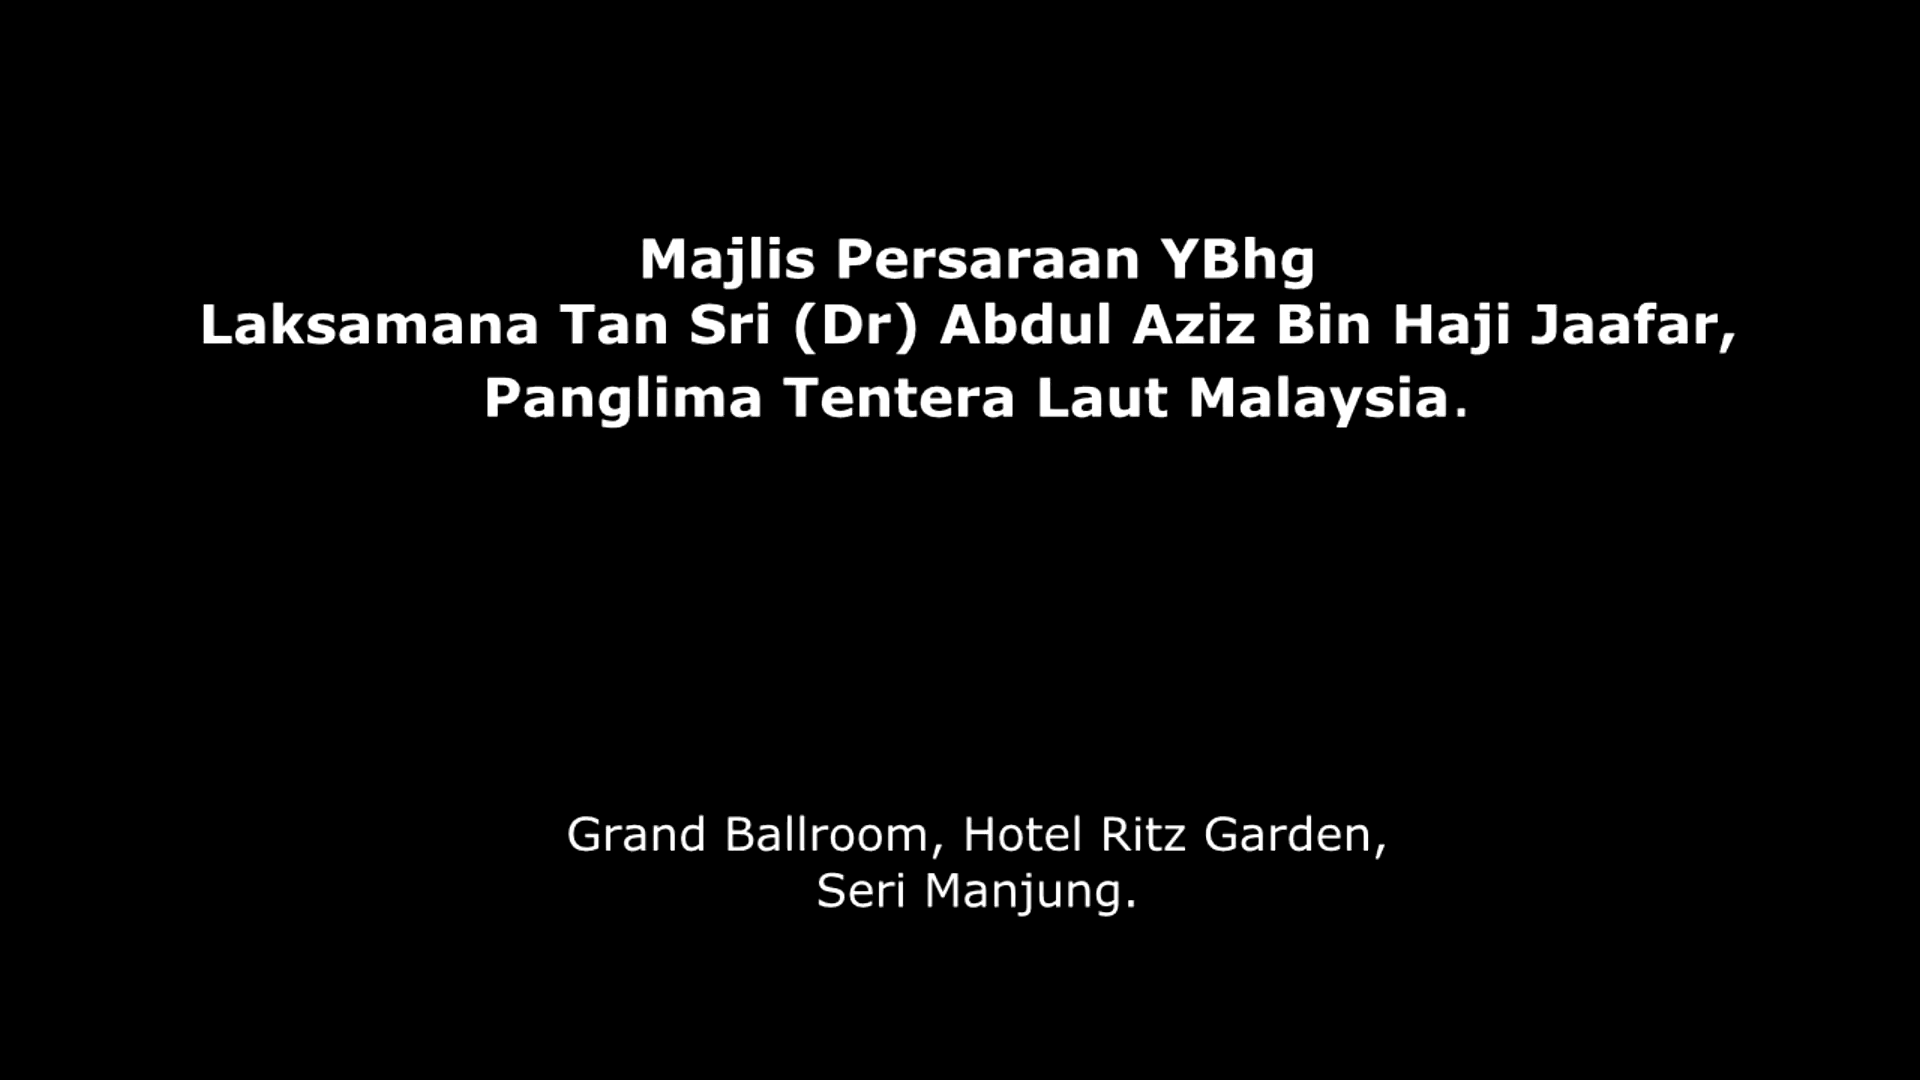 Majlis Persaraan YBhg
Laksamana Tan Sri (Dr) Abdul Aziz Bin Haji Jaafar,
Panglima Tentera Laut Malaysia.
Grand Ballroom, Hotel Ritz Garden,
Seri Manjung.